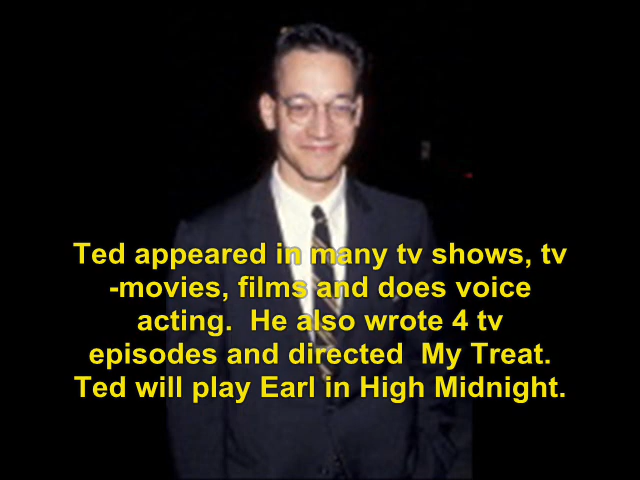 Ted appeared in many tv shows, tv
-movies, films and does voice
acting.  He also wrote 4 tv
episodes and directed  My Treat.
Ted will play Earl in High Midnight.